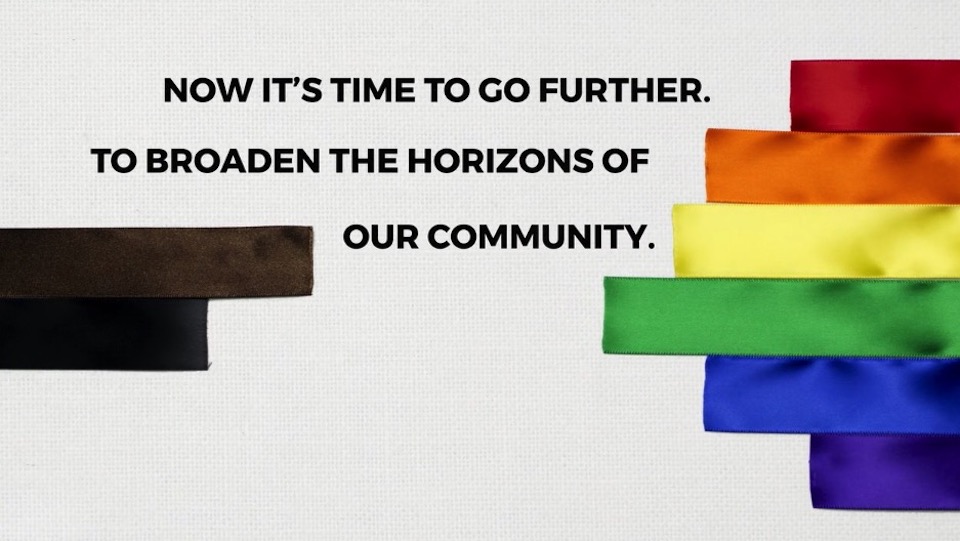 NOW IT’S TIME TO GO FURTHER.
TO BROADEN THE HORIZONS OF
OUR COMMUNITY.